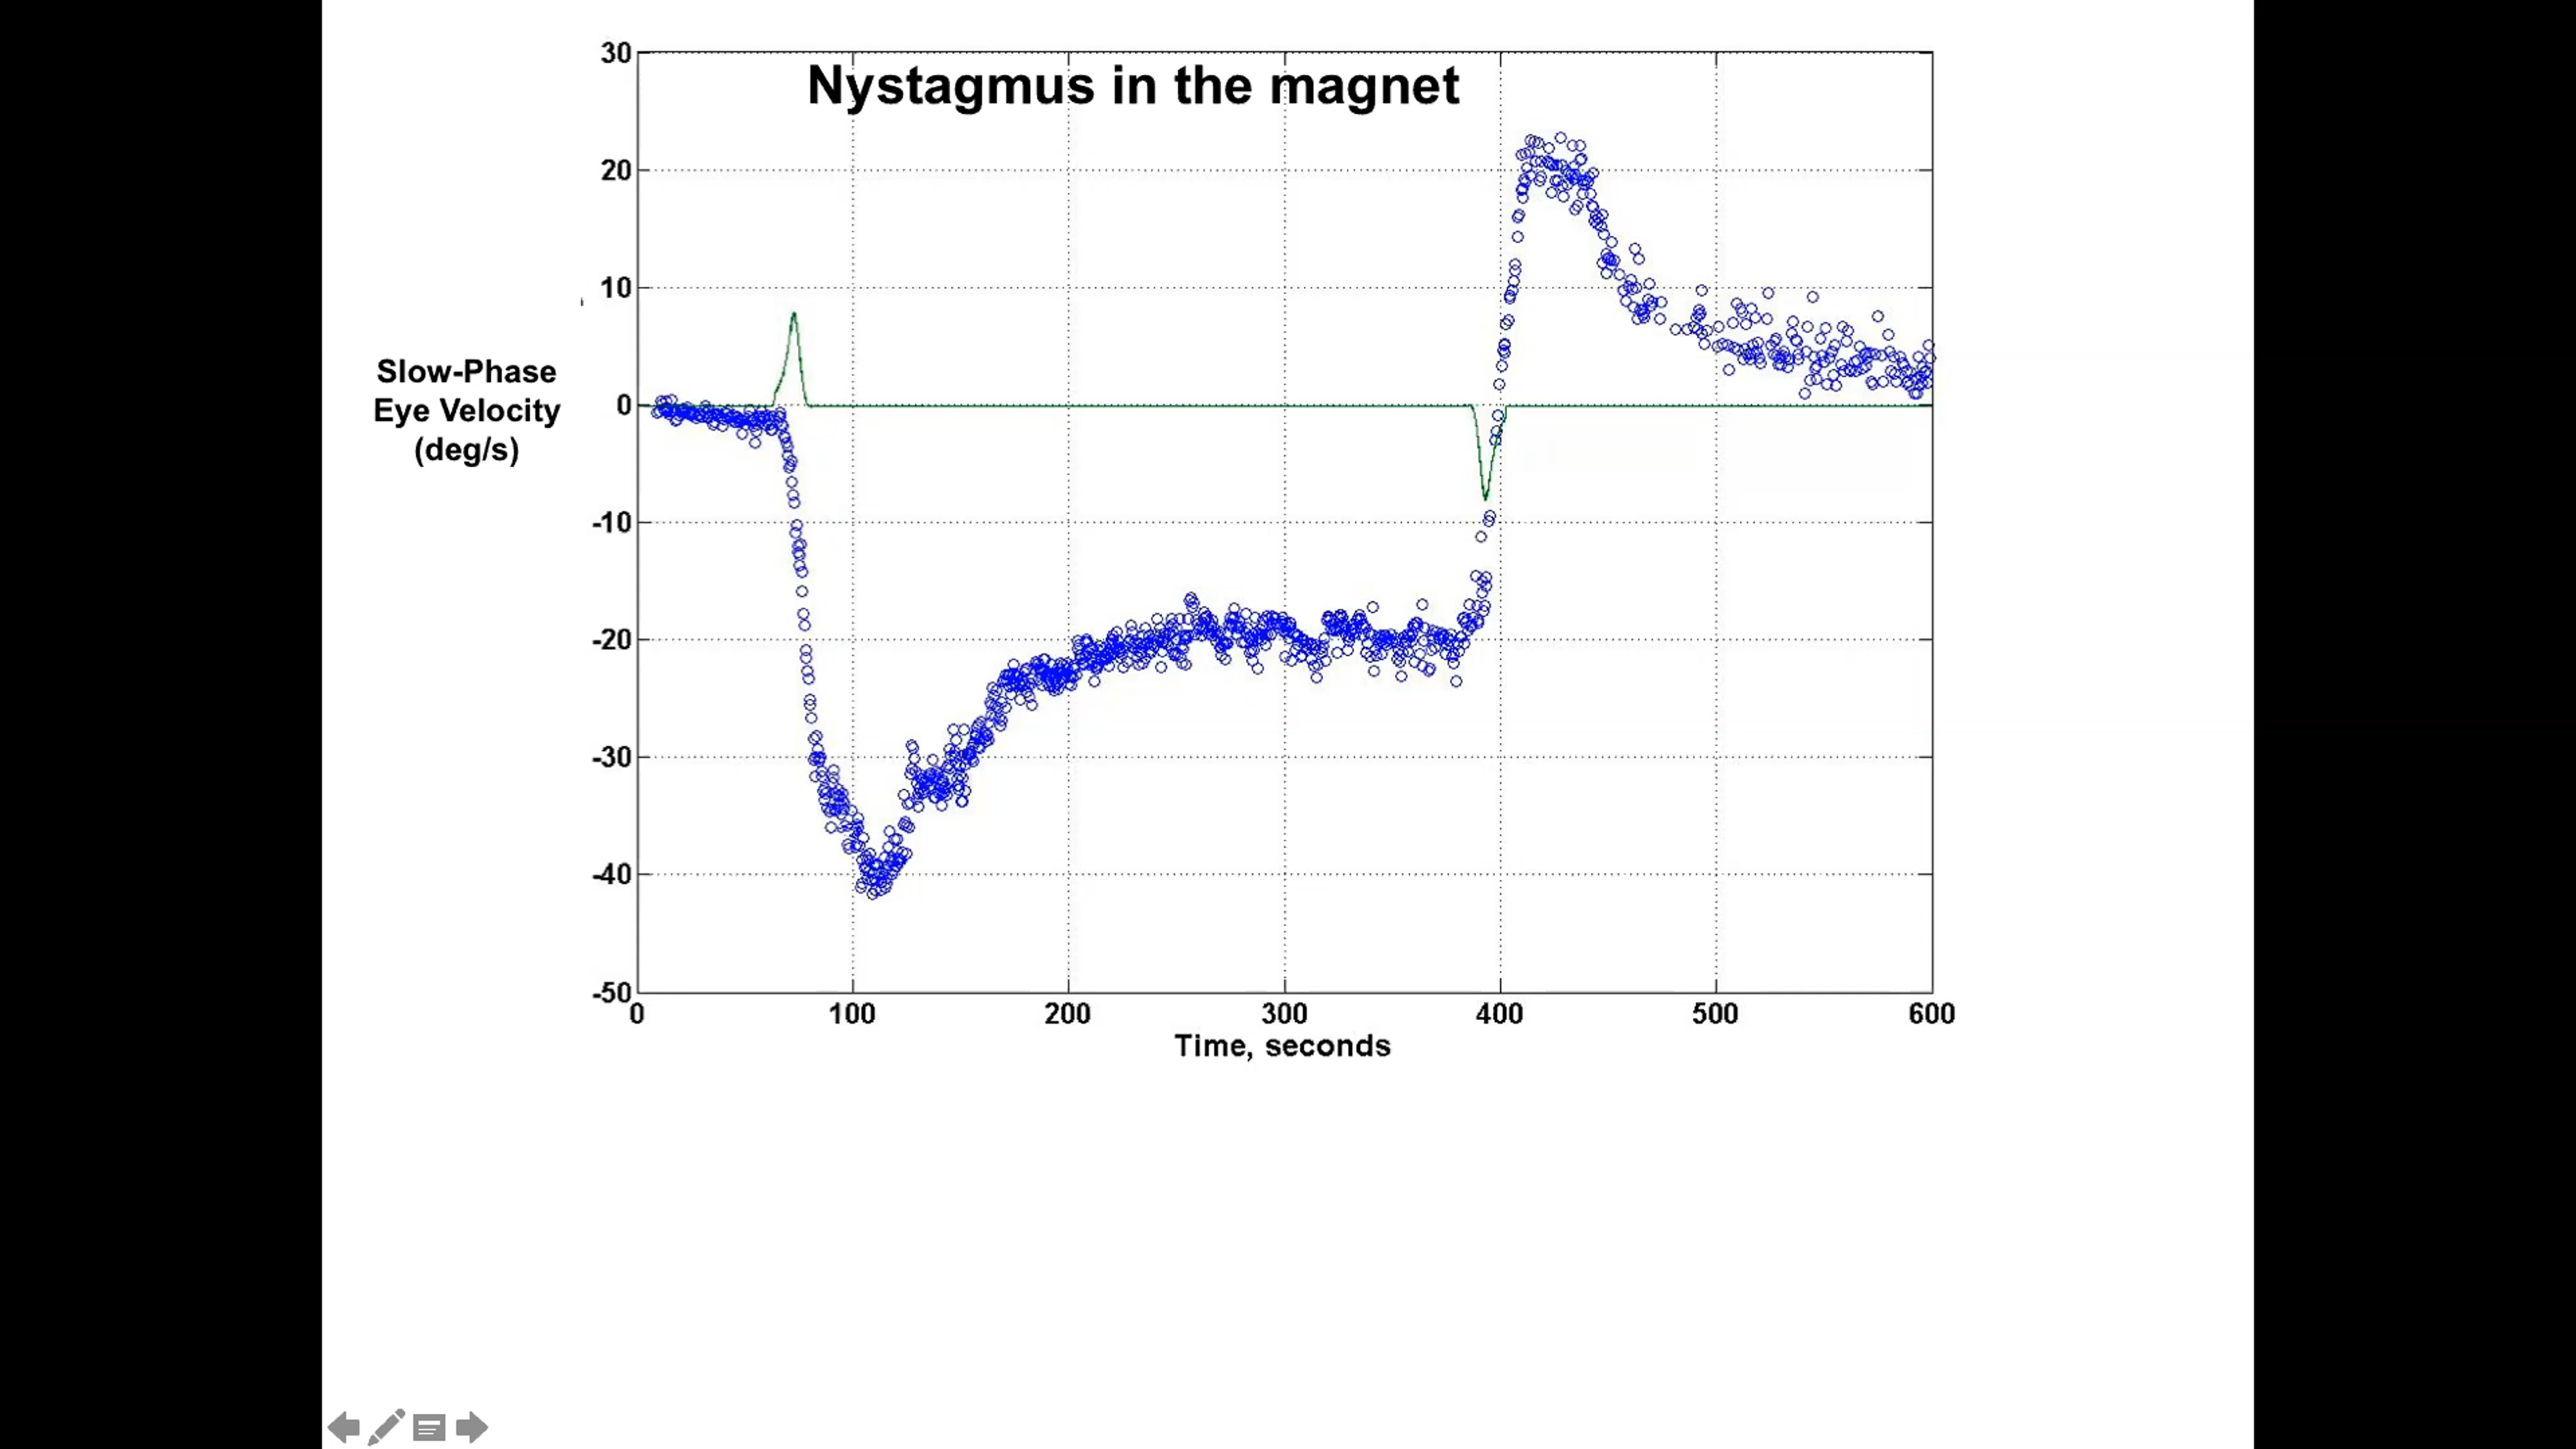 Nystagmus in the magnet
30
20
10
0
-10
-20
-30
-40
-50
Slow-Phase
Eye Velocity
(deg/s)
0 100 200 300 400 500 600
Time, seconds